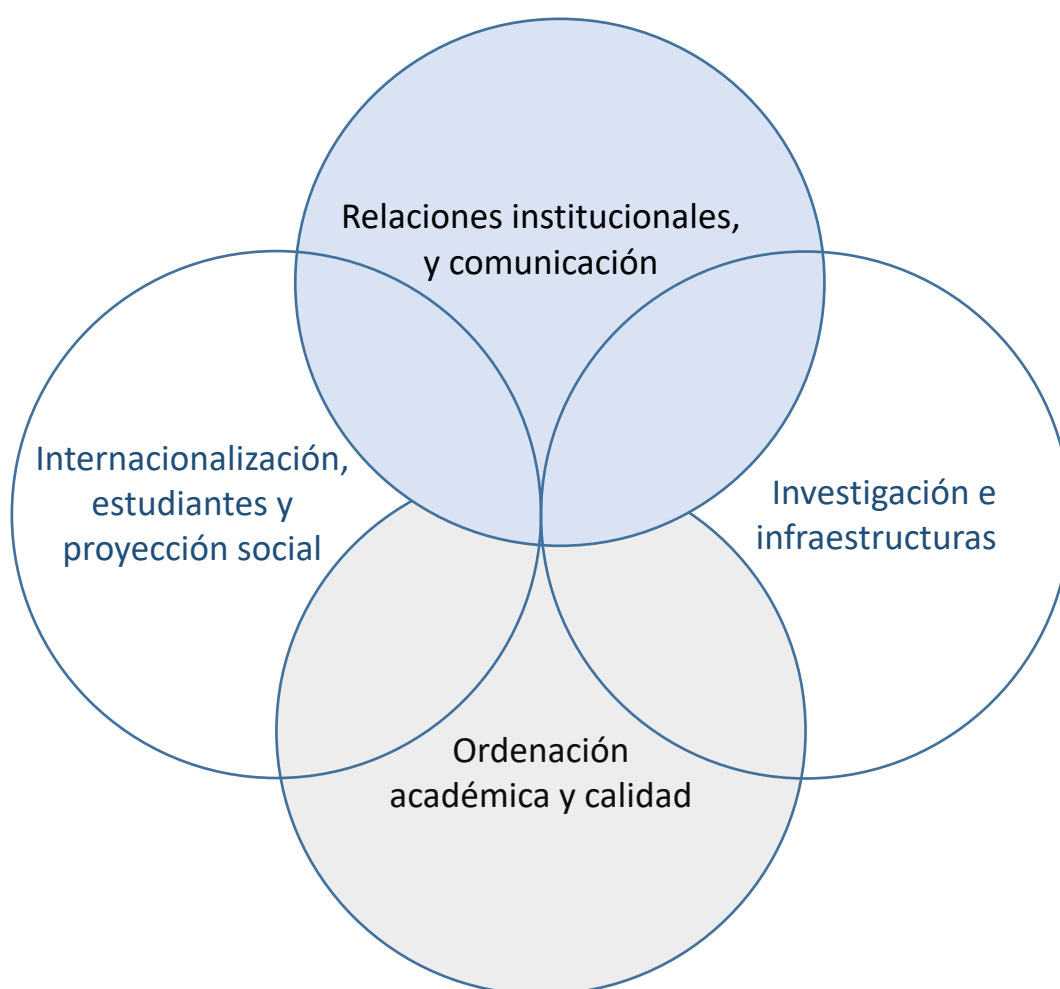 Relaciones institucionales,
y comunicación
Internacionalización,
estudiantes y
proyección social
Investigación e
infraestructuras
Ordenación
académica y calidad